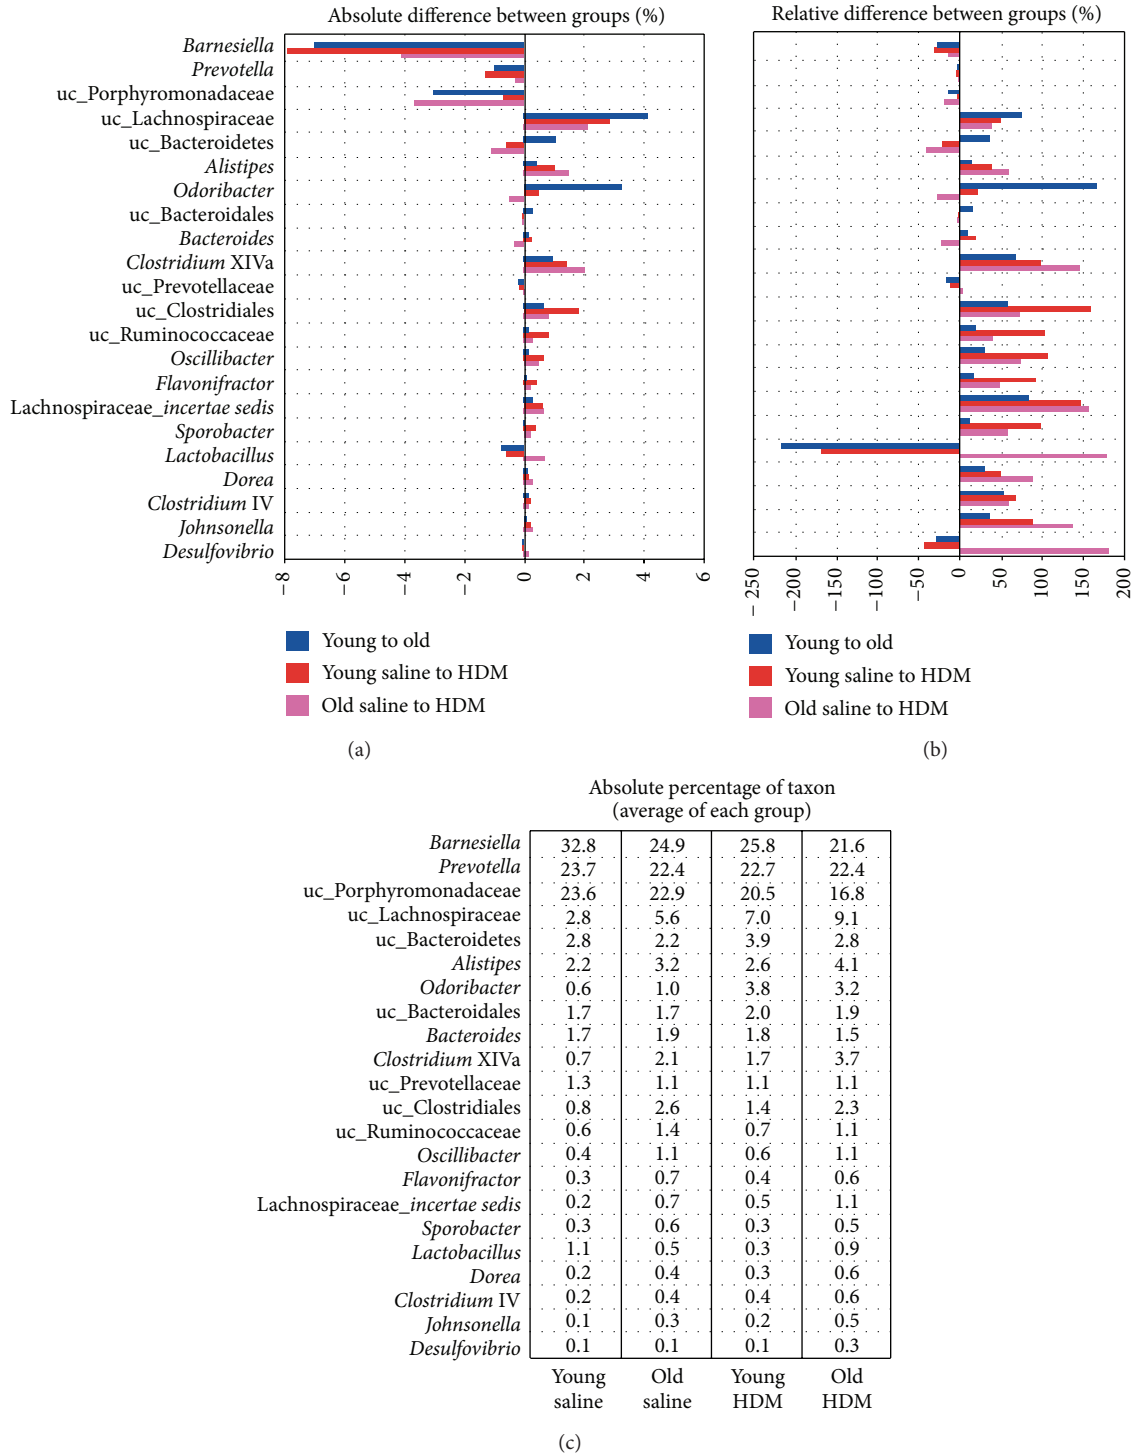 Absolute difference between groups (%)
Relative difference between groups (%)
Barnesiella
Prevotella
uc_Porphyromonadaceae
uc_Lachnospiraceae
uc_Bacteroidetes
Alistipes
Odoribacter
uc_Bacteroidales
Bacteroides
Clostridium XIVa
uc_Prevotellaceae
uc_Clostridiales
uc_Ruminococcaceae
Oscillibacter
Flavonifractor
Lachnospiraceae_incertae sedis
Sporobacter
Lactobacillus
Dorea
Clostridium IV
Johnsonella
Desulfovibrio
−8 −6 −4 −2 0 2 4 6
−250 −200 −150 −100 −50 0 50 100 150 200
Young to old
Young saline to HDM
Old saline to HDM
(a)
Young to old
Young saline to HDM
Old saline to HDM
(b)
Absolute percentage of taxon
(average of each group)
Barnesiella 32.8 24.9 25.8 21.6
Prevotella 23.7 22.4 22.7 22.4
uc_Porphyromonadaceae 23.6 22.9 20.5 16.8
uc_Lachnospiraceae 2.8 5.6 7.0 9.1
uc_Bacteroidetes 2.8 2.2 3.9 2.8
Alistipes 2.2 3.2 2.6 4.1
Odoribacter 0.6 1.0 3.8 3.2
uc_Bacteroidales 1.7 1.7 2.0 1.9
Bacteroides 1.7 1.9 1.8 1.5
Clostridium XIVa 0.7 2.1 1.7 3.7
uc_Prevotellaceae 1.3 1.1 1.1 1.1
uc_Clostridiales 0.8 2.6 1.4 2.3
uc_Ruminococcaceae 0.6 1.4 0.7 1.1
Oscillibacter 0.4 1.1 0.6 1.1
Flavonifractor 0.3 0.7 0.4 0.6
Lachnospiraceae_incertae sedis 0.2 0.7 0.5 1.1
Sporobacter 0.3 0.6 0.3 0.5
Lactobacillus 1.1 0.5 0.3 0.9
Dorea 0.2 0.4 0.3 0.6
Clostridium IV 0.2 0.4 0.4 0.6
Johnsonella 0.1 0.3 0.2 0.5
Desulfovibrio 0.1 0.1 0.1 0.3
Young Old Young Old
saline saline HDM HDM
(c)